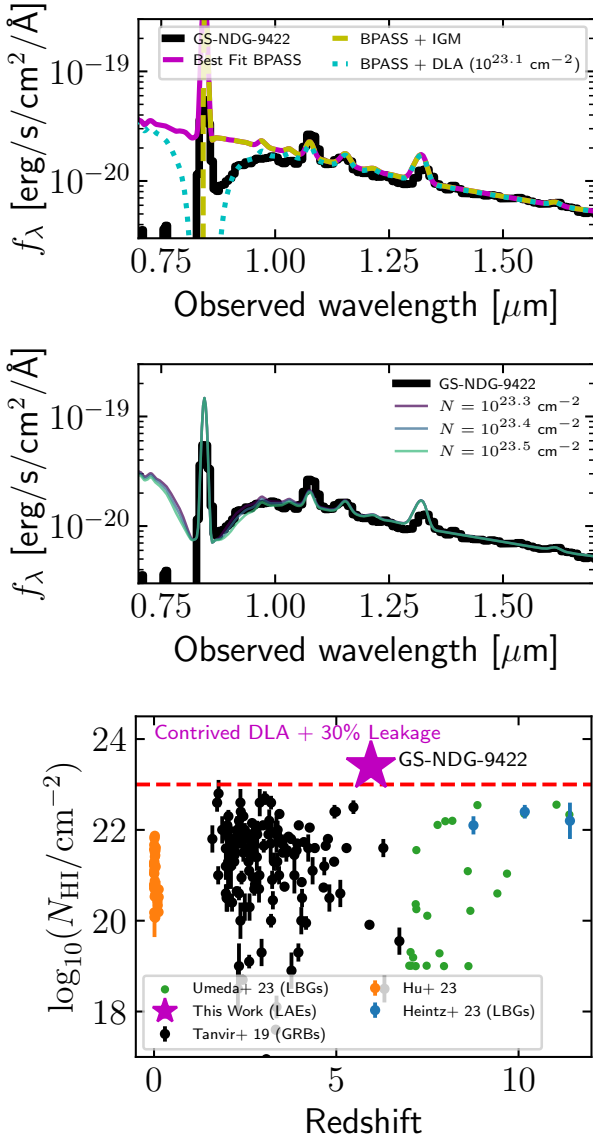 GS-NDG-9422
Best Fit BPASS
BPASS + IGM
BPASS + DLA (10^23.1 cm^−2)
f_λ [erg/s/cm^2/Å]
10^−19
10^−20
0.75 1.00 1.25 1.50
Observed wavelength [μm]
GS-NDG-9422
N = 10^23.3 cm^−2
N = 10^23.4 cm^−2
N = 10^23.5 cm^−2
f_λ [erg/s/cm^2/Å]
10^−19
10^−20
0.75 1.00 1.25 1.50
Observed wavelength [μm]
Contrived DLA + 30% Leakage
GS-NDG-9422
log_10(N_HI/cm^−2)
24
22
20
18
Umeda+ 23 (LBGs)
This Work (LAEs)
Tanvir+ 19 (GRBs)
Hu+ 23
Heintz+ 23 (LBGs)
0 5 10
Redshift